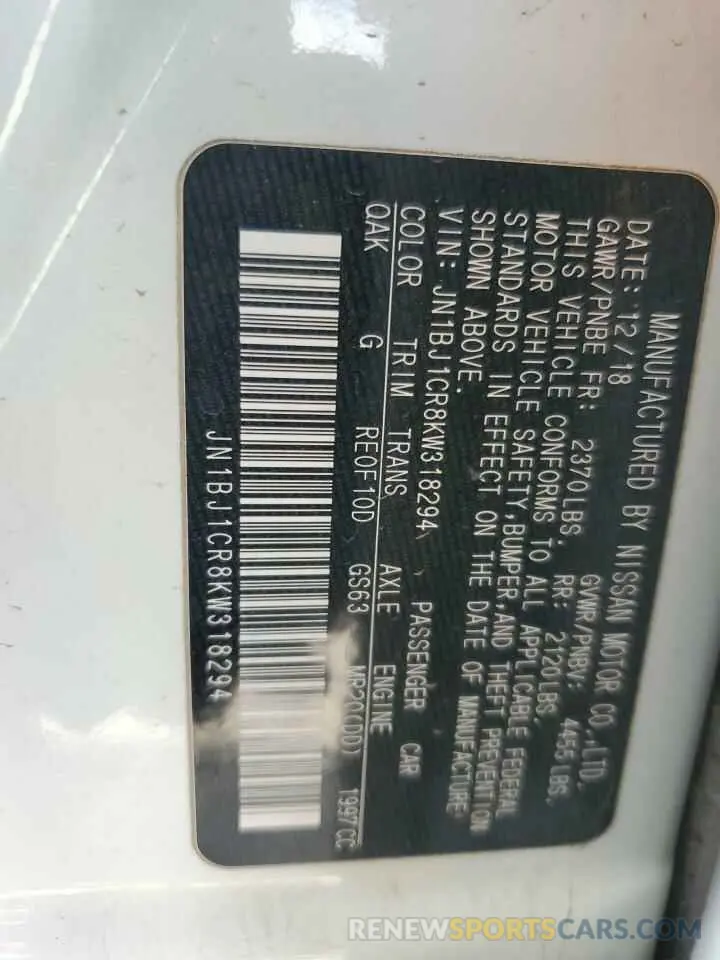 MANUFACTURED BY NISSAN MOTOR CO.,LTD.
DATE: 12/18 GVWR/PNBV: 4455LBS,
GAWR/PNBE FR: 2370LBS, RR: 2120LBS,
THIS VEHICLE CONFORMS TO ALL APPLICABLE FEDERAL
MOTOR VEHICLE SAFETY,BUMPER,AND THEFT PREVENTION
STANDARDS IN EFFECT ON THE DATE OF MANUFACTURE
SHOWN ABOVE.
VIN: JN1BJ1CR8KW318294 , PASSENGER CAR
COLOR TRIM TRANS AXLE ENGINE
QAK G RE0F10D GS63 MR20(DD) 1997CC
JN1BJ1CR8KW318294
RENEWSPORTSCARS.COM